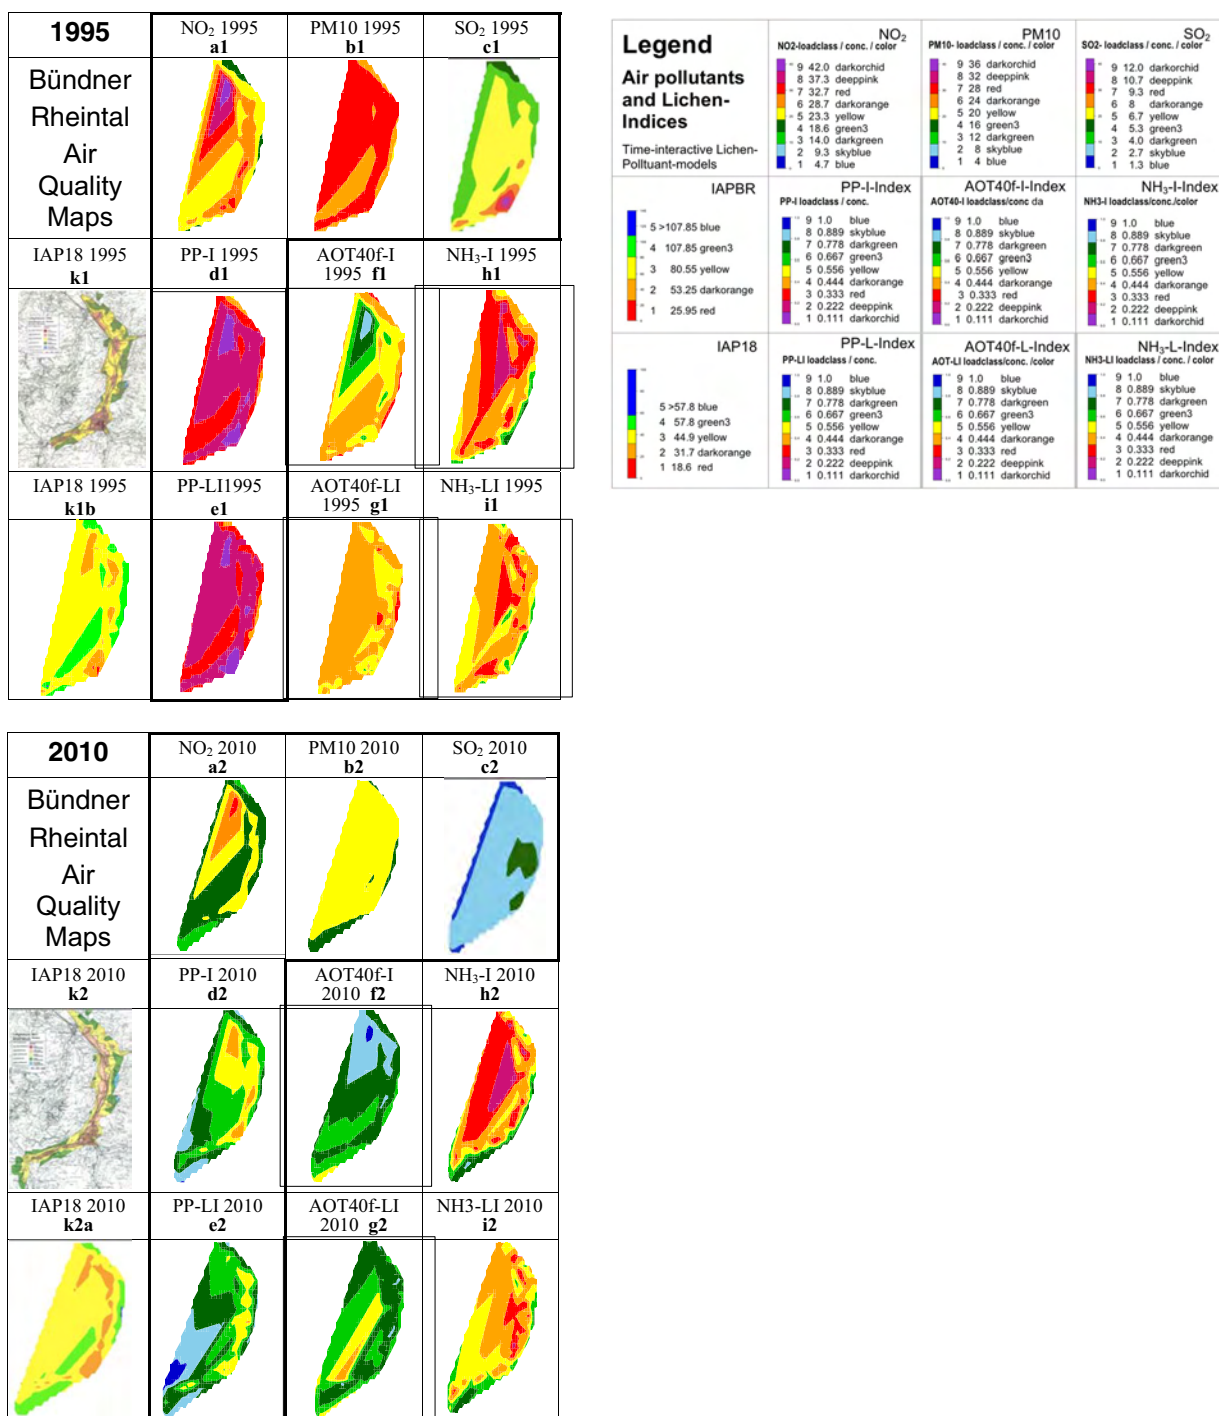 1995
Bündner
Rheintal
Air
Quality
Maps
NO₂ 1995
a1
PM10 1995
b1
SO₂ 1995
c1
IAP18 1995
k1
PP-I 1995
d1
AOT40f-I
1995 f1
NH₃-I 1995
h1
IAP18 1995
k1b
PP-LI1995
e1
AOT40f-LI
1995 g1
NH₃-LI 1995
i1
Legend
Air pollutants
and Lichen-
Indices
Time-interactive Lichen-
Polltuant-models
NO₂
NO2-loadclass / conc. / color
9 42.0 darkorchid
8 37.3 deeppink
7 32.7 red
6 28.7 darkorange
5 23.3 yellow
4 18.6 green3
3 14.0 darkgreen
2 9.3 skyblue
1 4.7 blue
PM10
PM10- loadclass / conc. / color
9 36 darkorchid
8 32 deeppink
7 28 red
6 24 darkorange
5 20 yellow
4 16 green3
3 12 darkgreen
2 8 skyblue
1 4 blue
SO₂
SO2- loadclass / conc. / color
9 12.0 darkorchid
8 10.7 deeppink
7 9.3 red
6 8 darkorange
5 6.7 yellow
4 5.3 green3
3 4.0 darkgreen
2 2.7 skyblue
1 1.3 blue
IAPBR
5 >107.85 blue
4 107.85 green3
3 80.55 yellow
2 53.25 darkorange
1 25.95 red
PP-I-Index
PP-I loadclass / conc.
9 1.0 blue
8 0.889 skyblue
7 0.778 darkgreen
6 0.667 green3
5 0.556 yellow
4 0.444 darkorange
3 0.333 red
2 0.222 deeppink
1 0.111 darkorchid
AOT40f-I-Index
AOT40-I loadclass/conc da
9 1.0 blue
8 0.889 skyblue
7 0.778 darkgreen
6 0.667 green3
5 0.556 yellow
4 0.444 darkorange
3 0.333 red
2 0.222 deeppink
1 0.111 darkorchid
NH₃-I-Index
NH3-I loadclass/conc./color
9 1.0 blue
8 0.889 skyblue
7 0.778 darkgreen
6 0.667 green3
5 0.556 yellow
4 0.444 darkorange
3 0.333 red
2 0.222 deeppink
1 0.111 darkorchid
IAP18
5 >57.8 blue
4 57.8 green3
3 44.9 yellow
2 31.7 darkorange
1 18.6 red
PP-L-Index
PP-LI loadclass / conc.
9 1.0 blue
8 0.889 skyblue
7 0.778 darkgreen
6 0.667 green3
5 0.556 yellow
4 0.444 darkorange
3 0.333 red
2 0.222 deeppink
1 0.111 darkorchid
AOT40f-L-Index
AOT-LI loadclass/conc. /color
9 1.0 blue
8 0.889 skyblue
7 0.778 darkgreen
6 0.667 green3
5 0.556 yellow
4 0.444 darkorange
3 0.333 red
2 0.222 deeppink
1 0.111 darkorchid
NH₃-L-Index
NH3-LI loadclass / conc. / color
9 1.0 blue
8 0.889 skyblue
7 0.778 darkgreen
6 0.667 green3
5 0.556 yellow
4 0.444 darkorange
3 0.333 red
2 0.222 deeppink
1 0.111 darkorchid
2010
Bündner
Rheintal
Air
Quality
Maps
NO₂ 2010
a2
PM10 2010
b2
SO₂ 2010
c2
IAP18 2010
k2
PP-I 2010
d2
AOT40f-I
2010 f2
NH₃-I 2010
h2
IAP18 2010
k2a
PP-LI 2010
e2
AOT40f-LI
2010 g2
NH3-LI 2010
i2